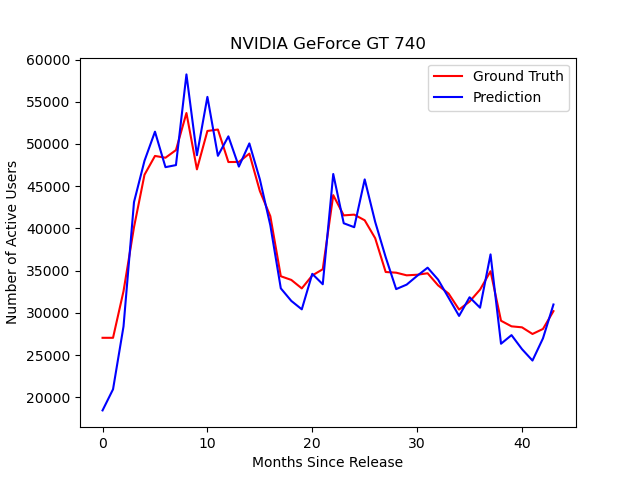 NVIDIA GeForce GT 740
Ground Truth
Prediction
60000
55000
50000
45000
40000
35000
30000
25000
20000
Number of Active Users
0 10 20 30 40
Months Since Release